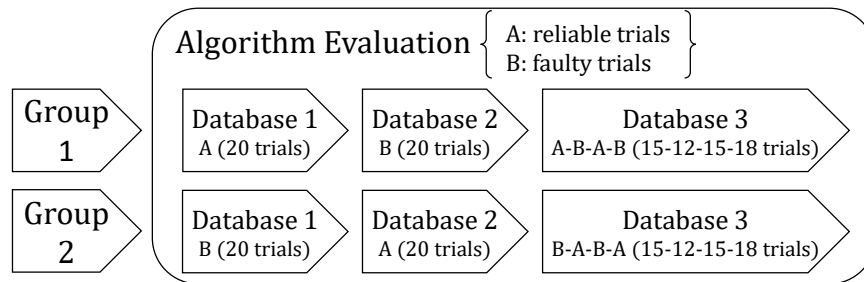 Algorithm Evaluation
A: reliable trials
B: faulty trials
Group
1
Database 1
A (20 trials)
Database 2
B (20 trials)
Database 3
A-B-A-B (15-12-15-18 trials)
Group
2
Database 1
B (20 trials)
Database 2
A (20 trials)
Database 3
B-A-B-A (15-12-15-18 trials)